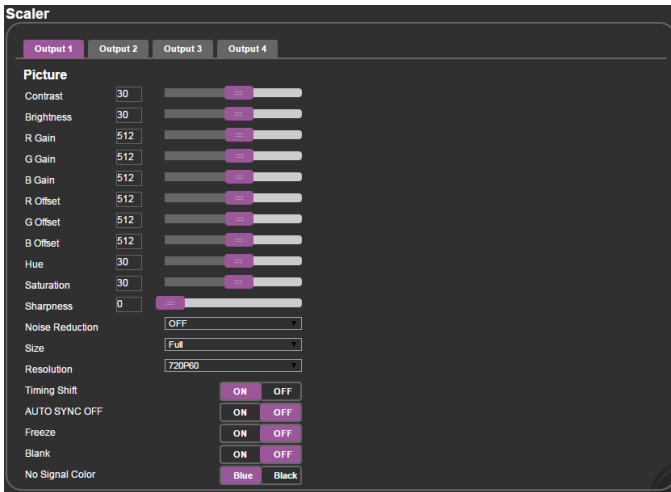 Scaler
Output 1 Output 2 Output 3 Output 4
Picture
Contrast 30
Brightness 30
R Gain 512
G Gain 512
B Gain 512
R Offset 512
G Offset 512
B Offset 512
Hue 30
Saturation 30
Sharpness 0
Noise Reduction OFF
Size Full
Resolution 720P60
Timing Shift ON OFF
AUTO SYNC OFF ON OFF
Freeze ON OFF
Blank ON OFF
No Signal Color Blue Black